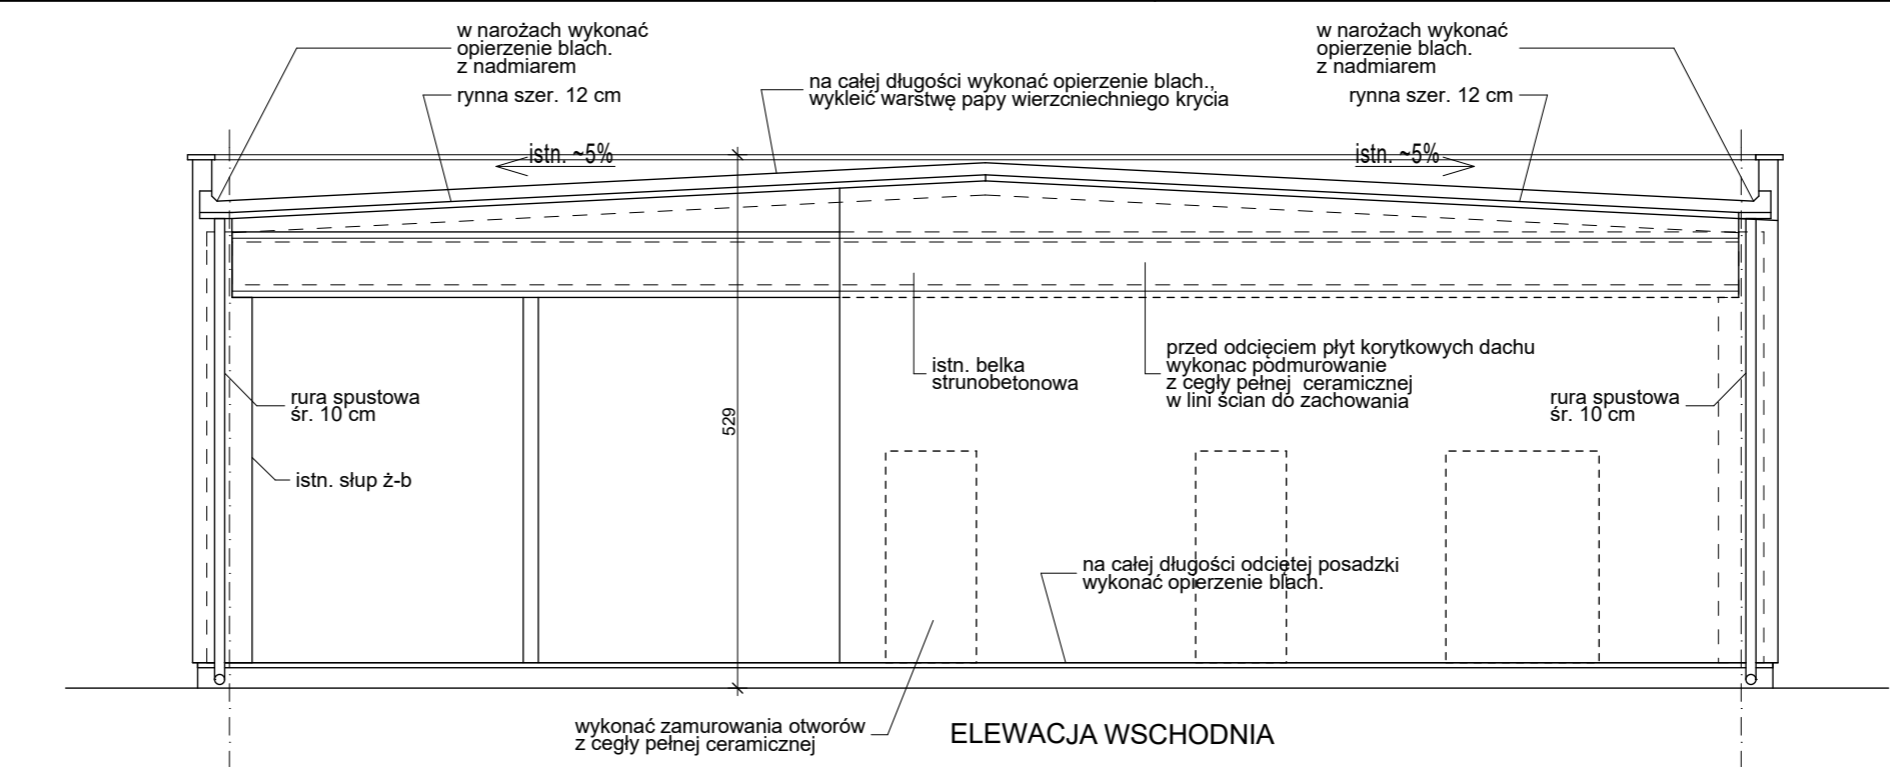 w narożach wykonać
opierzenie blach.
z nadmiarem
rynna szer. 12 cm
na całej długości wykonać opierzenie blach.,
wykleić warstwę papy wierzcniechniego krycia
w narożach wykonać
opierzenie blach.
z nadmiarem
rynna szer. 12 cm
istn. ~5%
istn. ~5%
istn. belka
strunobetonowa
przed odcięciem płyt korytkowych dachu
wykonac podmurowanie
z cegły pełnej ceramicznej
w lini ścian do zachowania
rura spustowa
śr. 10 cm
rura spustowa
śr. 10 cm
529
istn. słup ż-b
na całej długości odciętej posadzki
wykonać opierzenie blach.
wykonać zamurowania otworów
z cegły pełnej ceramicznej
ELEWACJA WSCHODNIA